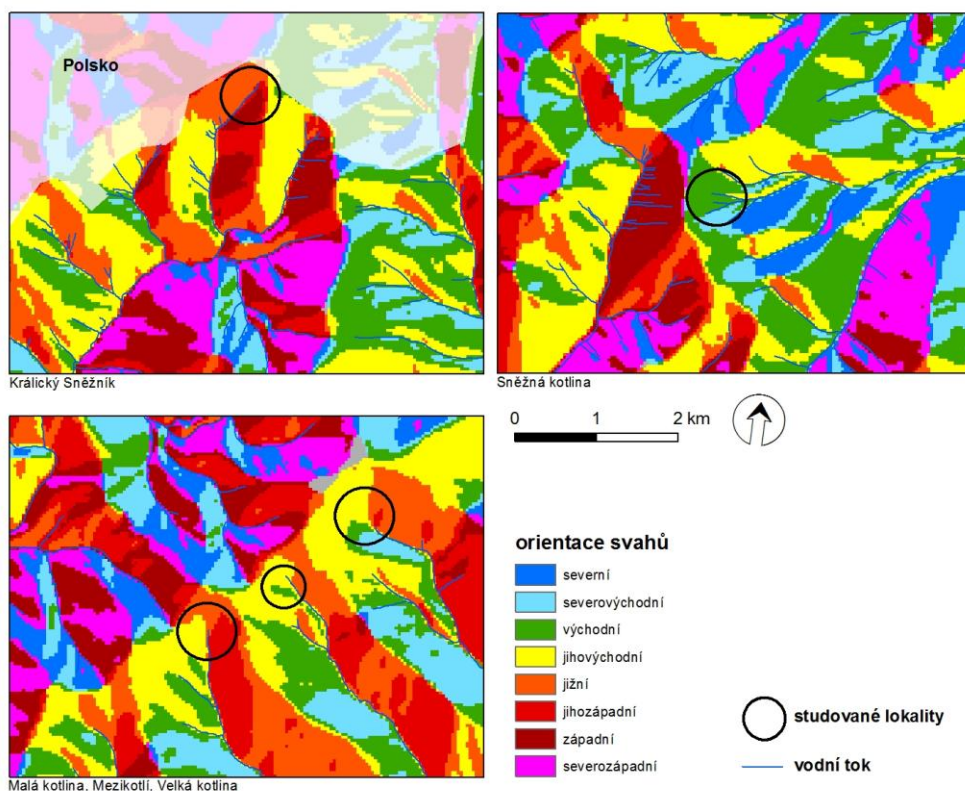 Polsko
Králický Sněžník
Sněžná kotlina
0 1 2 km
Malá kotlina, Mezikotlí, Velká kotlina
orientace svahů
severní
severovýchodní
východní
jihovýchodní
jižní
jihozápadní
západní
severozápadní
studované lokality
vodní tok